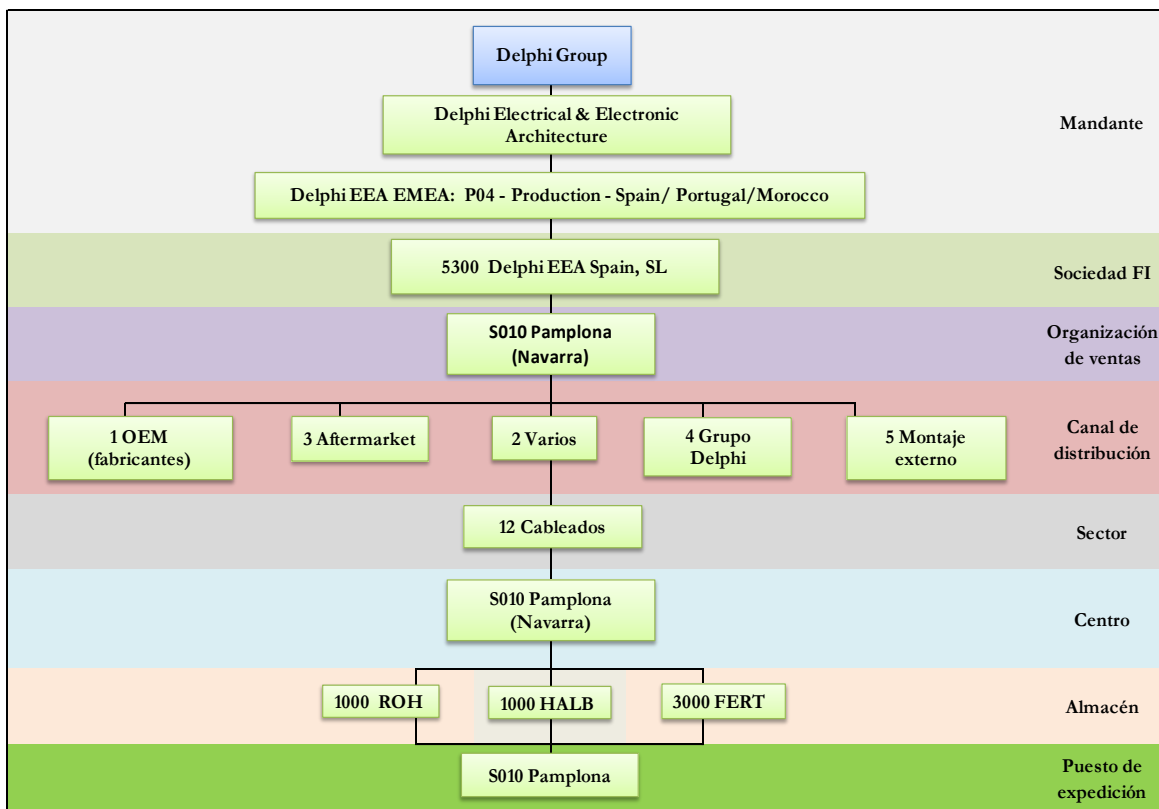 Delphi Group
Delphi Electrical & Electronic
Architecture
Mandante
Delphi EEA EMEA: P04 - Production - Spain/ Portugal/Morocco
5300 Delphi EEA Spain, SL
Sociedad FI
S010 Pamplona
(Navarra)
Organización
de ventas
1 OEM
(fabricantes)
3 Aftermarket
2 Varios
4 Grupo
Delphi
5 Montaje
externo
Canal de
distribución
12 Cableados
Sector
S010 Pamplona
(Navarra)
Centro
1000 ROH
1000 HALB
3000 FERT
Almacén
S010 Pamplona
Puesto de
expedición